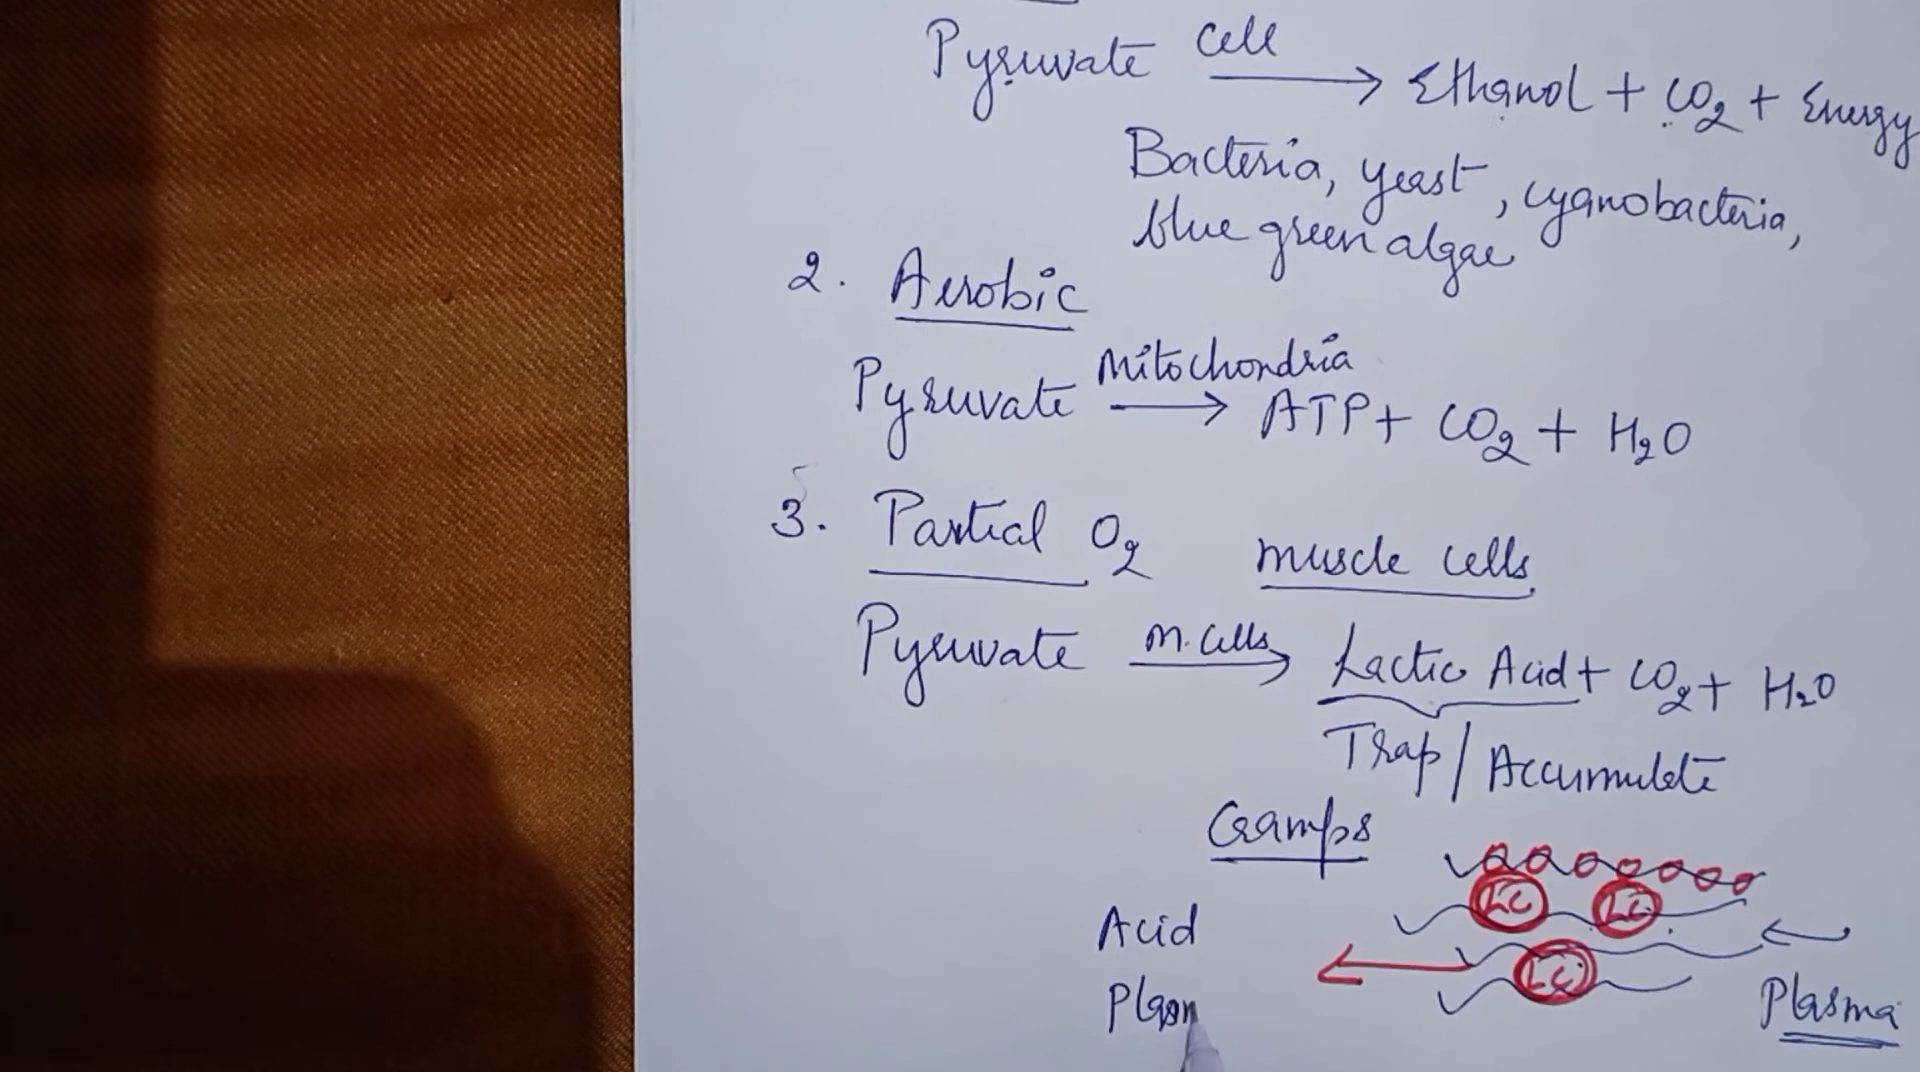 Pyruvate cell → Ethanol + CO₂ + Energy
Bacteria, yeast, cyanobacteria,
blue green algae
2. Aerobic
Pyruvate Mitochondria → ATP + CO₂ + H₂O
3. Partial O₂ muscle cells
Pyruvate M. Cells → Lactic Acid + CO₂ + H₂O
Trap / Accumulate
Cramps
LC LC
Acid
LC
Plasm Plasma